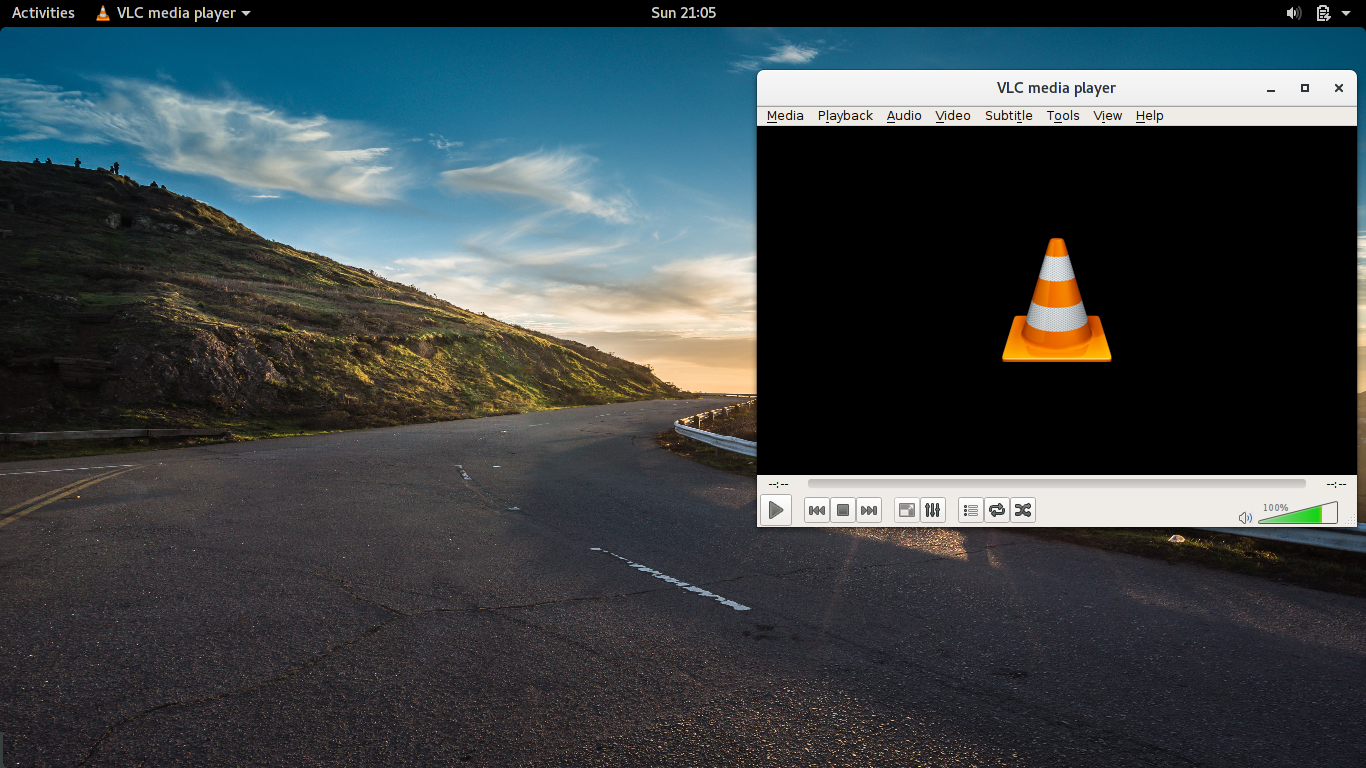 Activities VLC media player Sun 21:05
VLC media player
Media Playback Audio Video Subtitle Tools View Help
--:-- --:--
100%